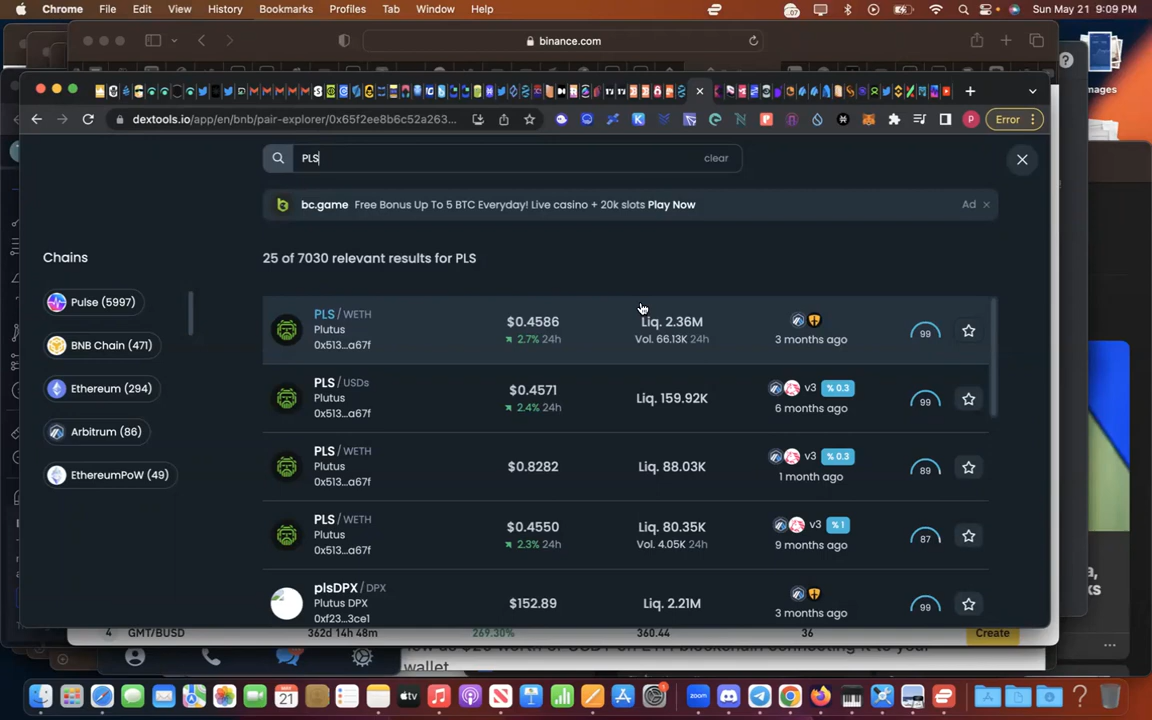 Chrome File Edit View History Bookmarks Profiles Tab Window Help
Sun May 21 9:09 PM
binance.com
dextools.io/app/en/bnb/pair-explorer/0x65f2ee8b6c52a263...
Error
PLS
clear
bc.game Free Bonus Up To 5 BTC Everyday! Live casino + 20k slots Play Now
Ad
Chains
Pulse (5997)
BNB Chain (471)
Ethereum (294)
Arbitrum (86)
EthereumPoW (49)
25 of 7030 relevant results for PLS
PLS / WETH
Plutus
0x513...a67f
$0.4586
2.7% 24h
Liq. 2.36M
Vol. 66.13K 24h
3 months ago
99
PLS / USDs
Plutus
0x513...a67f
$0.4571
2.4% 24h
Liq. 159.92K
v3 % 0.3
6 months ago
99
PLS / WETH
Plutus
0x513...a67f
$0.8282
Liq. 88.03K
v3 % 0.3
1 month ago
89
PLS / WETH
Plutus
0x513...a67f
$0.4550
2.3% 24h
Liq. 80.35K
Vol. 4.05K 24h
v3 % 1
9 months ago
87
plsDPX / DPX
Plutus DPX
0xf23...3ce1
$152.89
Liq. 2.21M
3 months ago
99
4 GMT/BUSD 362d 14h 48m 269.30% 360.44 36 Create
wallet